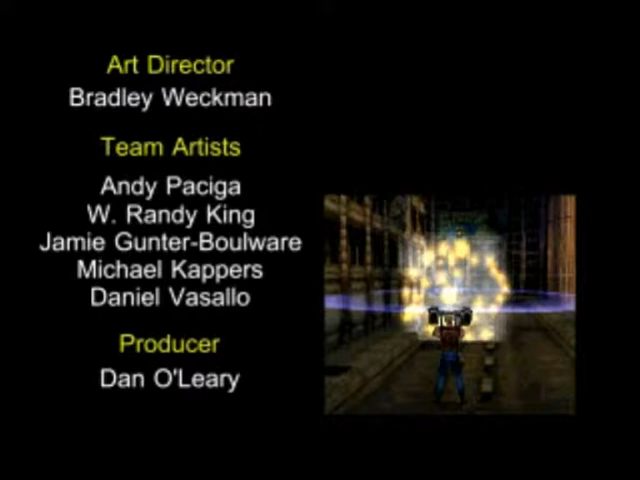 Art Director
Bradley Weckman
Team Artists
Andy Paciga
W. Randy King
Jamie Gunter-Boulware
Michael Kappers
Daniel Vasallo
Producer
Dan O'Leary